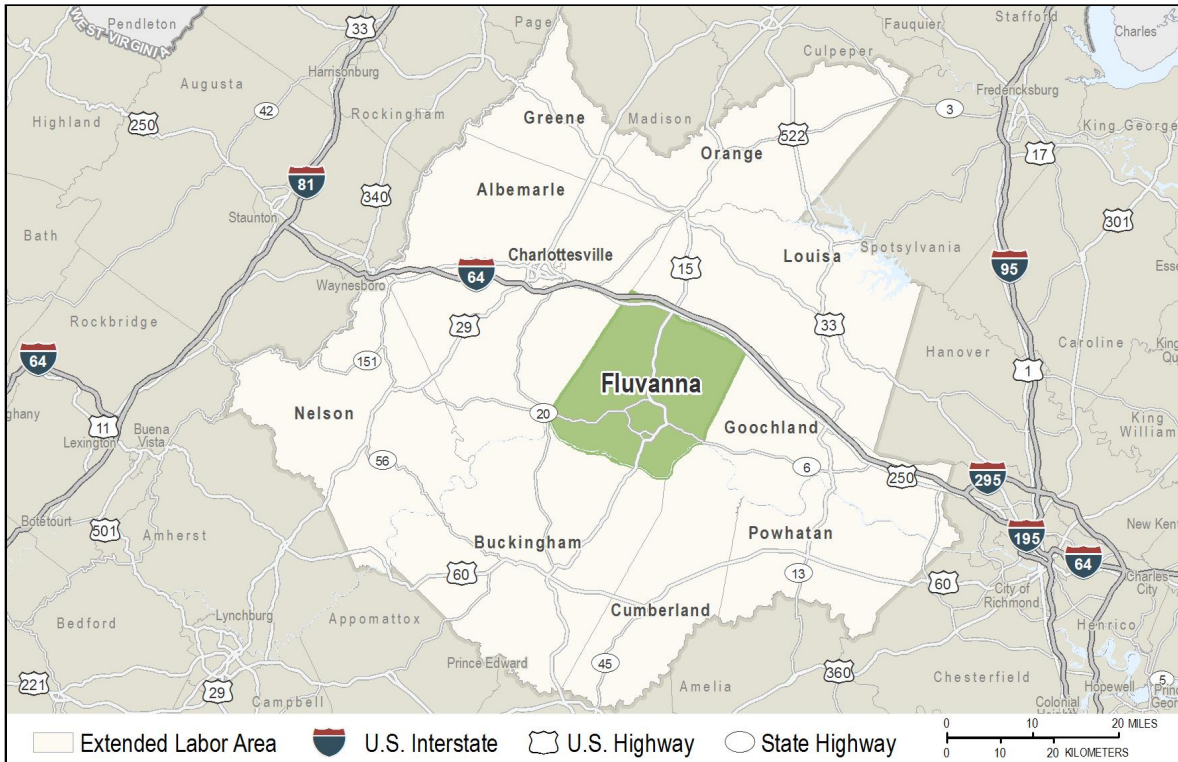 Pendleton
WEST VIRGINIA
33
Page
Fauquier
Stafford
Charles
Augusta
Harrisonburg
Culpeper
Fredericksburg
42
Rockingham
Greene
Madison
3
Highland
250
522
King George
Orange
17
81
Albemarle
340
Staunton
301
Bath
Charlottesville
Louisa
Spotsylvania
64
15
95
Waynesboro
Rockbridge
29
33
Hanover
Caroline
64
151
Fluvanna
1
Nelson
20
Goochland
King
William
11
Lexington
Buena
Vista
56
6
250
295
Botetourt
501
Amherst
Buckingham
Powhatan
195
New Kent
60
13
60
64
Charles
City
City of
Richmond
Cumberland
Lynchburg
Appomattox
Henrico
Bedford
Prince Edward
45
360
221
29
Campbell
Amelia
Chesterfield
Hopewell
5
Colonial
Extended Labor Area
U.S. Interstate
U.S. Highway
State Highway
0 10 20 MILES
0 10 20 KILOMETERS